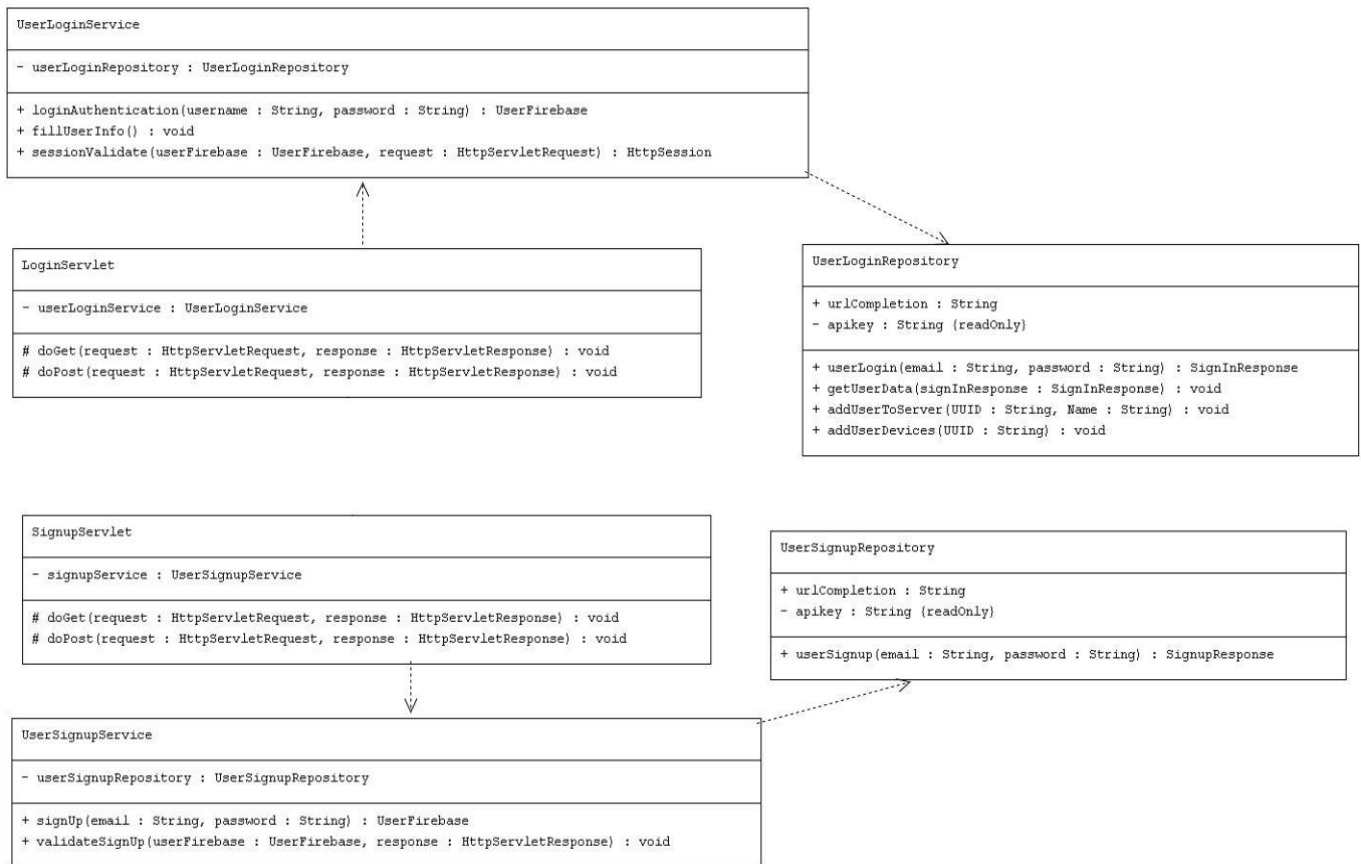 UserLoginService
- userLoginRepository : UserLoginRepository
+ loginAuthentication(username : String, password : String) : UserFirebase
+ fillUserInfo() : void
+ sessionValidate(userFirebase : UserFirebase, request : HttpServletRequest) : HttpSession
LoginServlet
- userLoginService : UserLoginService
# doGet(request : HttpServletRequest, response : HttpServletResponse) : void
# doPost(request : HttpServletRequest, response : HttpServletResponse) : void
UserLoginRepository
+ urlCompletion : String
- apikey : String {readOnly}
+ userLogin(email : String, password : String) : SignInResponse
+ getUserData(signInResponse : SignInResponse) : void
+ addUserToServer(UUID : String, Name : String) : void
+ addUserDevices(UUID : String) : void
SignupServlet
- signupService : UserSignupService
# doGet(request : HttpServletRequest, response : HttpServletResponse) : void
# doPost(request : HttpServletRequest, response : HttpServletResponse) : void
UserSignupRepository
+ urlCompletion : String
- apikey : String {readOnly}
+ userSignup(email : String, password : String) : SignupResponse
UserSignupService
- userSignupRepository : UserSignupRepository
+ signUp(email : String, password : String) : UserFirebase
+ validateSignUp(userFirebase : UserFirebase, response : HttpServletResponse) : void